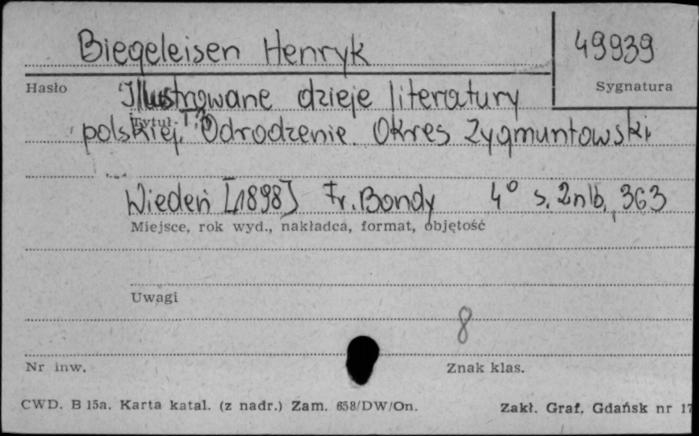 Biegeleisen Henryk 49939
Hasło Sygnatura
Illustrowane dzieje literatury
Tytuł
polskiej. Odrodzenie. Okres Zygmuntowski
Wiedeń [1898] Fr. Bondy 4° s. 2nlb, 363
Miejsce, rok wyd., nakładca, format, objętość
Uwagi
8
Nr inw. Znak klas.
CWD. B 15a. Karta katal. (z nadr.) Zam. 658/DW/On. Zakł. Graf. Gdańsk nr 17